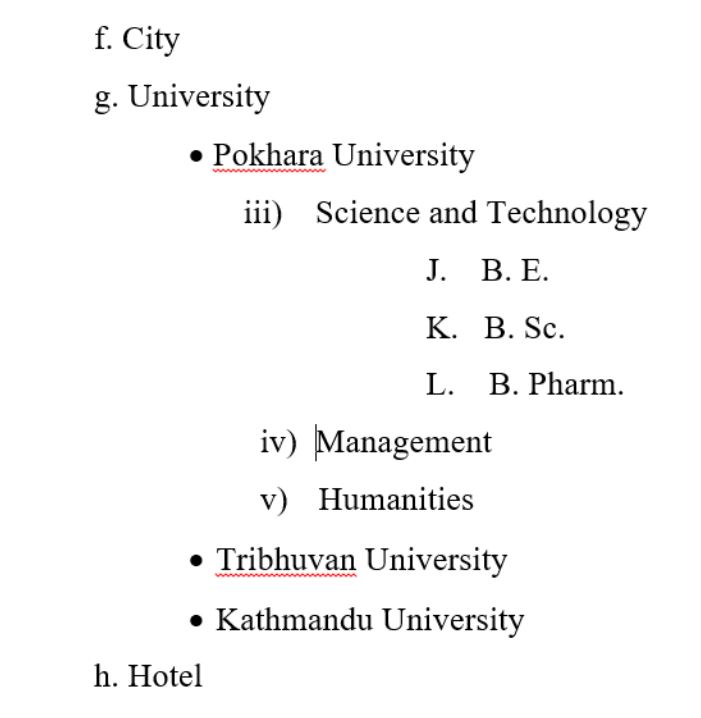 f. City
g. University
• Pokhara University
iii) Science and Technology
J. B. E.
K. B. Sc.
L. B. Pharm.
iv) Management
v) Humanities
• Tribhuvan University
• Kathmandu University
h. Hotel